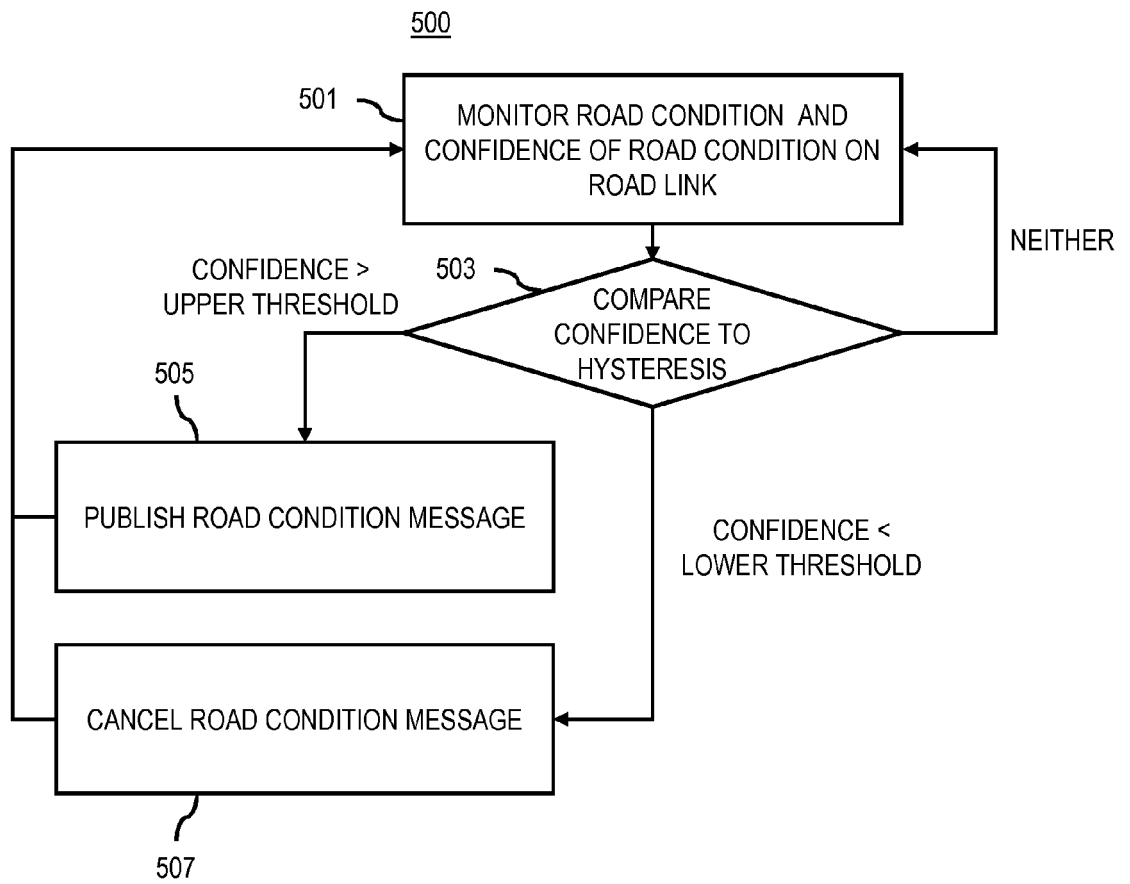 500
501
MONITOR ROAD CONDITION AND
CONFIDENCE OF ROAD CONDITION ON
ROAD LINK
NEITHER
503
CONFIDENCE >
UPPER THRESHOLD
COMPARE
CONFIDENCE TO
HYSTERESIS
505
PUBLISH ROAD CONDITION MESSAGE
CONFIDENCE <
LOWER THRESHOLD
CANCEL ROAD CONDITION MESSAGE
507